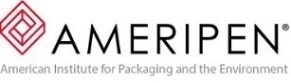 AMERIPEN®
American Institute for Packaging and the Environment